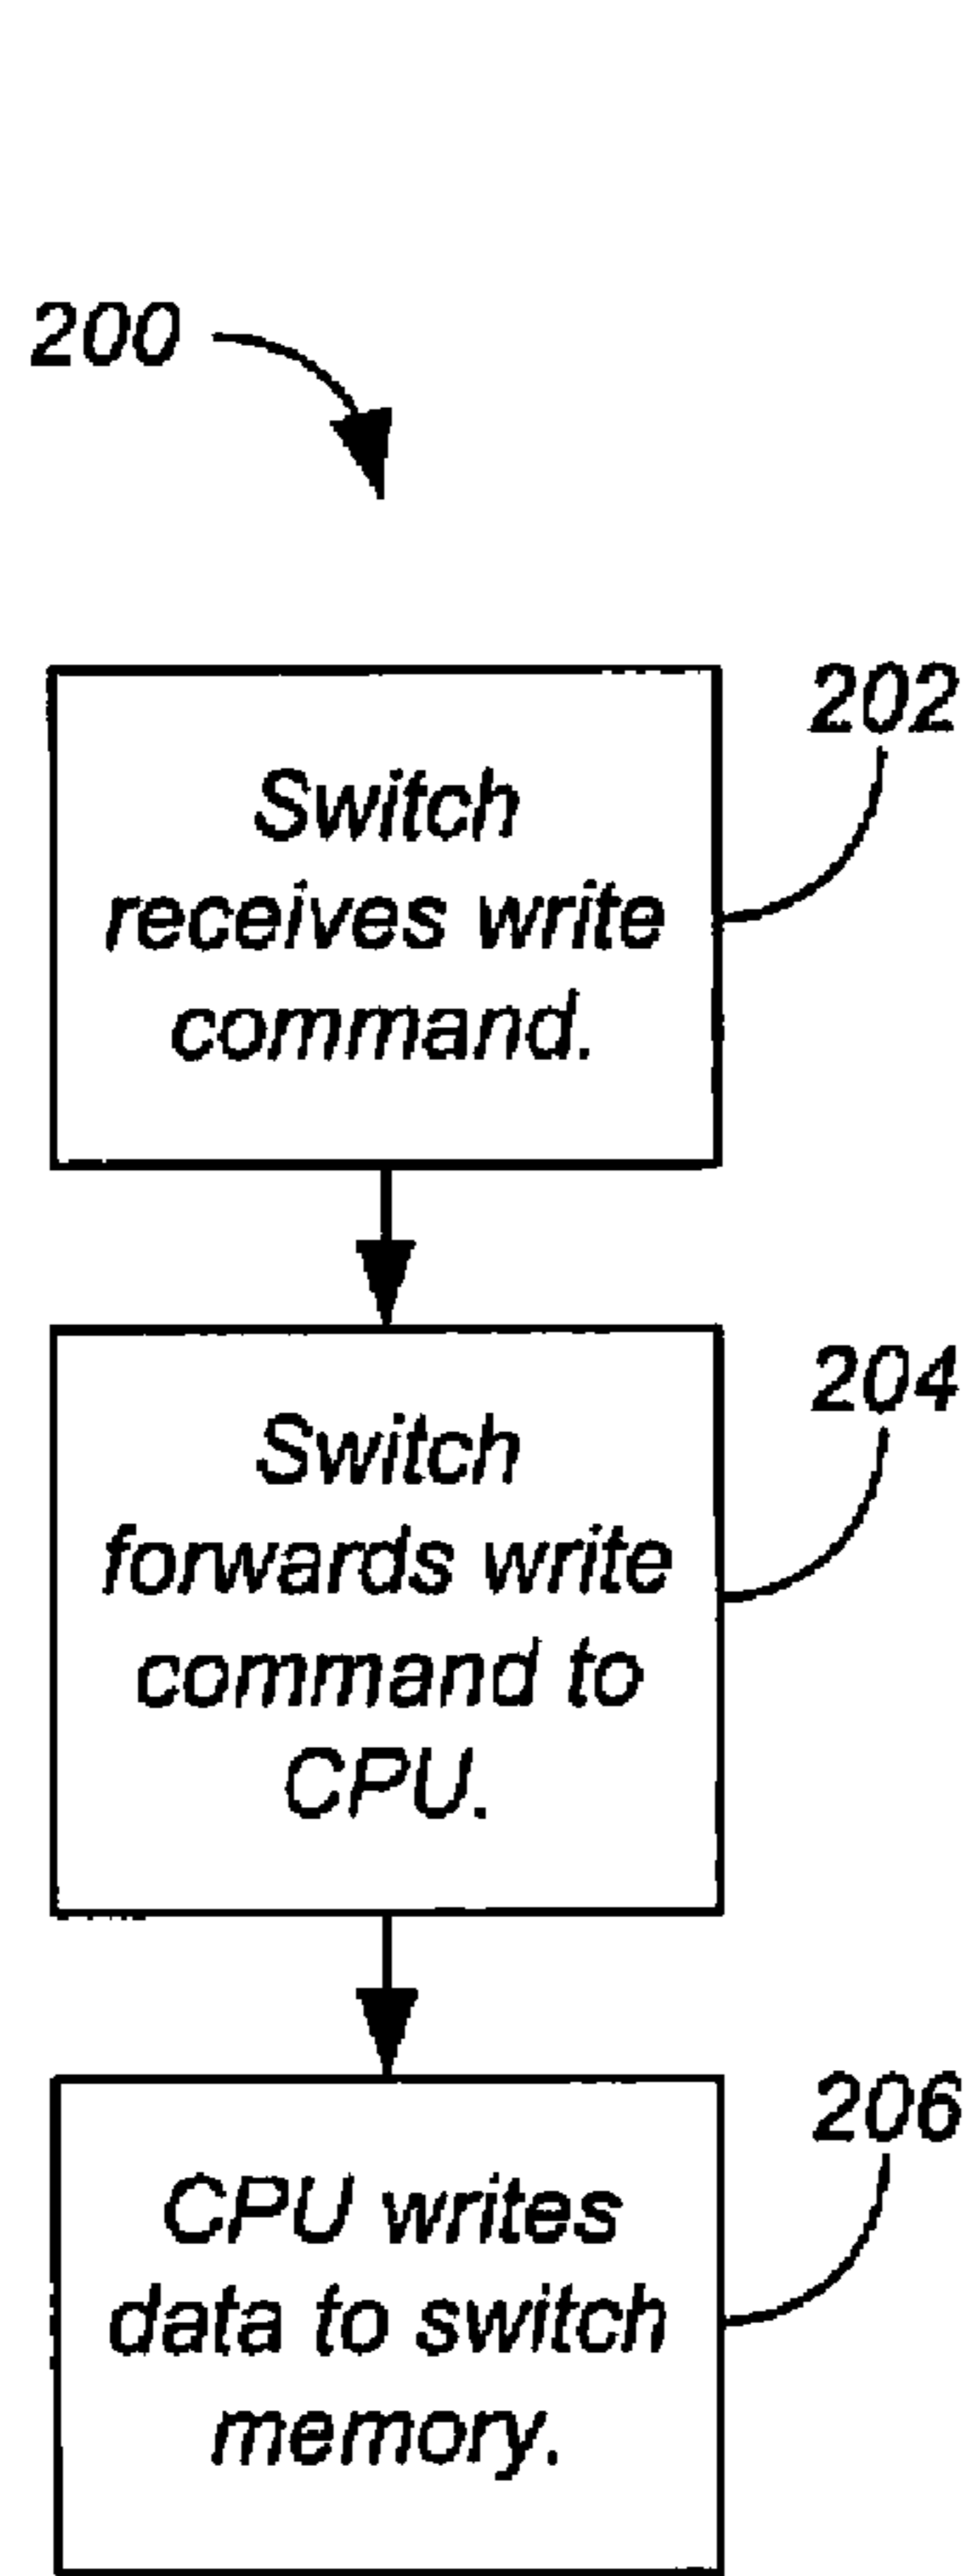 200
202
Switch
receives write
command.
204
Switch
forwards write
command to
CPU.
206
CPU writes
data to switch
memory.